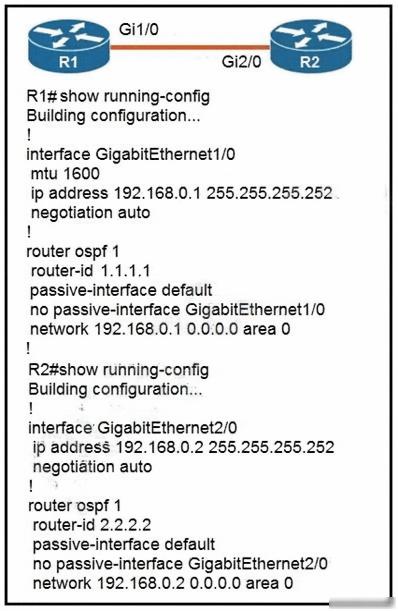 Gi1/0
R1
Gi2/0
R2
R1# show running-config
Building configuration...
!
interface GigabitEthernet1/0
mtu 1600
ip address 192.168.0.1 255.255.255.252
negotiation auto
!
router ospf 1
router-id 1.1.1.1
passive-interface default
no passive-interface GigabitEthernet1/0
network 192.168.0.1 0.0.0.0 area 0
!
R2#show running-config
Building configuration...
!
interface GigabitEthernet2/0
ip address 192.168.0.2 255.255.255.252
negotiation auto
!
router ospf 1
router-id 2.2.2.2
passive-interface default
no passive-interface GigabitEthernet2/0
network 192.168.0.2 0.0.0.0 area 0